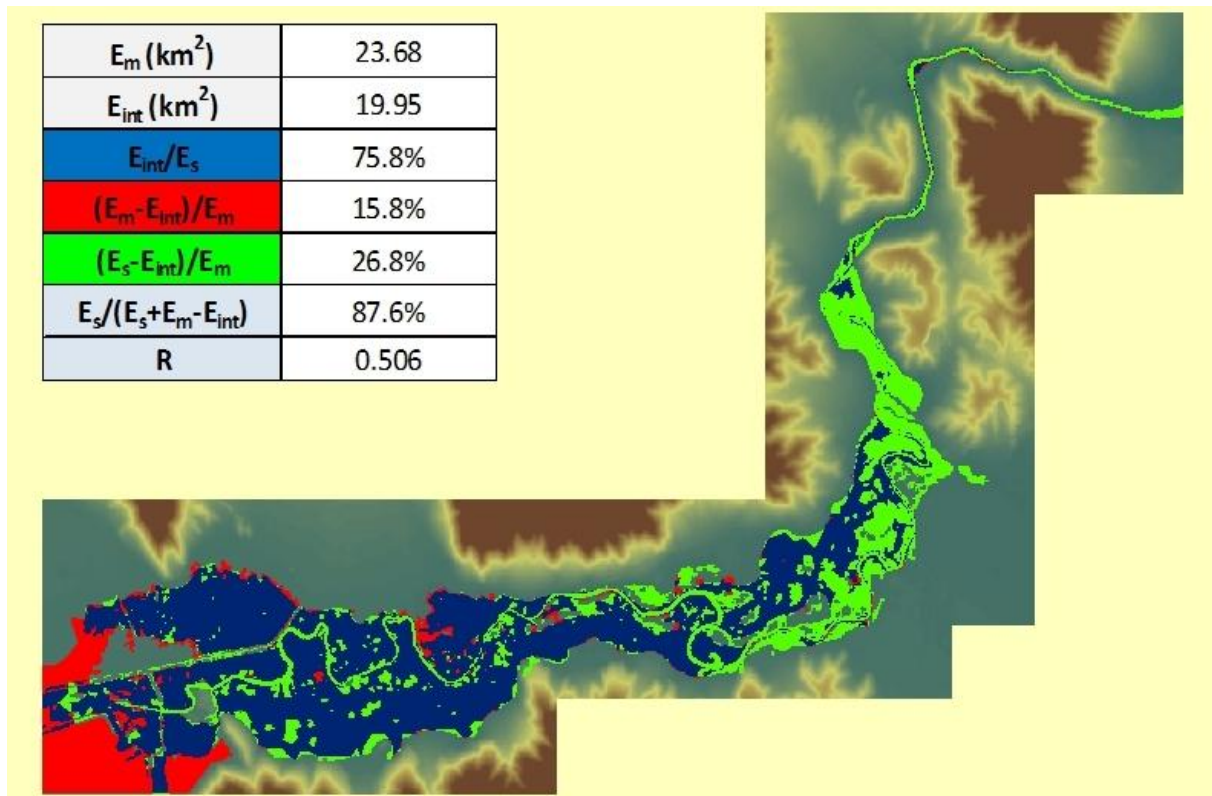 Em (km²) 23.68
Eint (km²) 19.95
Eint/Es 75.8%
(Em-Eint)/Em 15.8%
(Es-Eint)/Em 26.8%
Es/(Es+Em-Eint) 87.6%
R 0.506